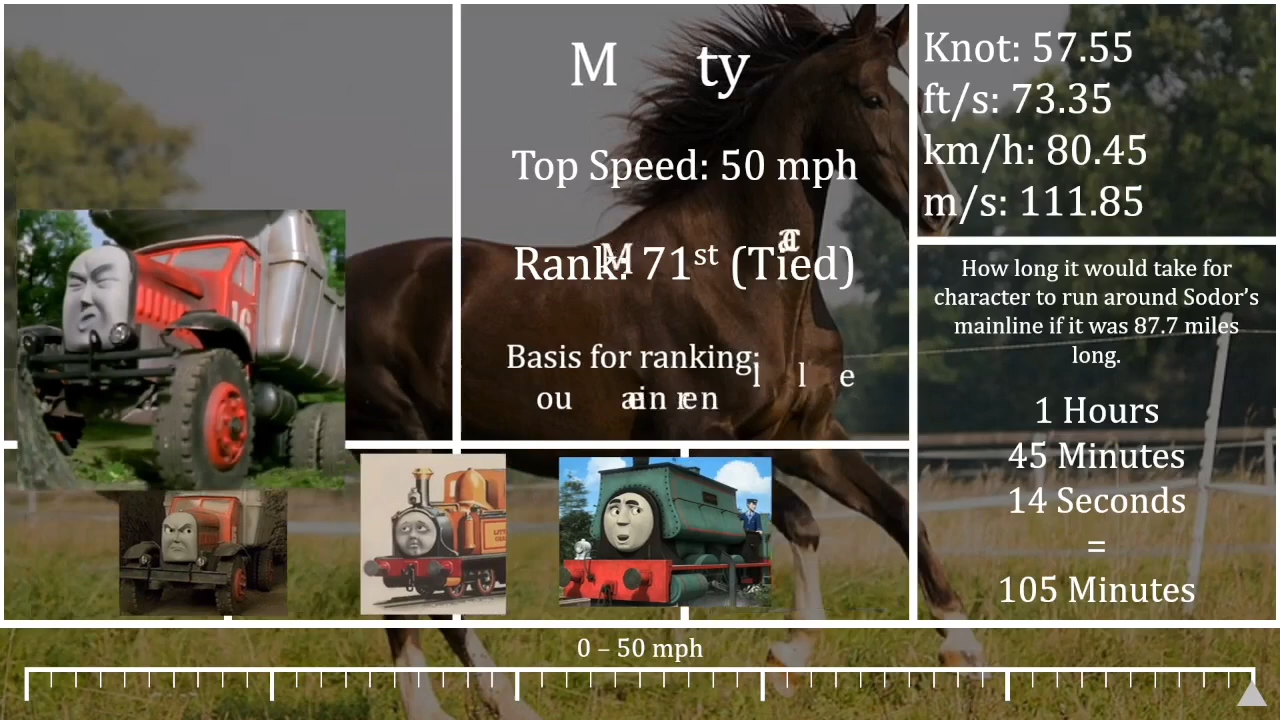 M ty
Top Speed: 50 mph
Rank: 71st (Tied)
Basis for ranking:
Knot: 57.55
ft/s: 73.35
km/h: 80.45
m/s: 111.85
How long it would take for
character to run around Sodor's
mainline if it was 87.7 miles
long.
1 Hours
45 Minutes
14 Seconds
=
105 Minutes
0 – 50 mph